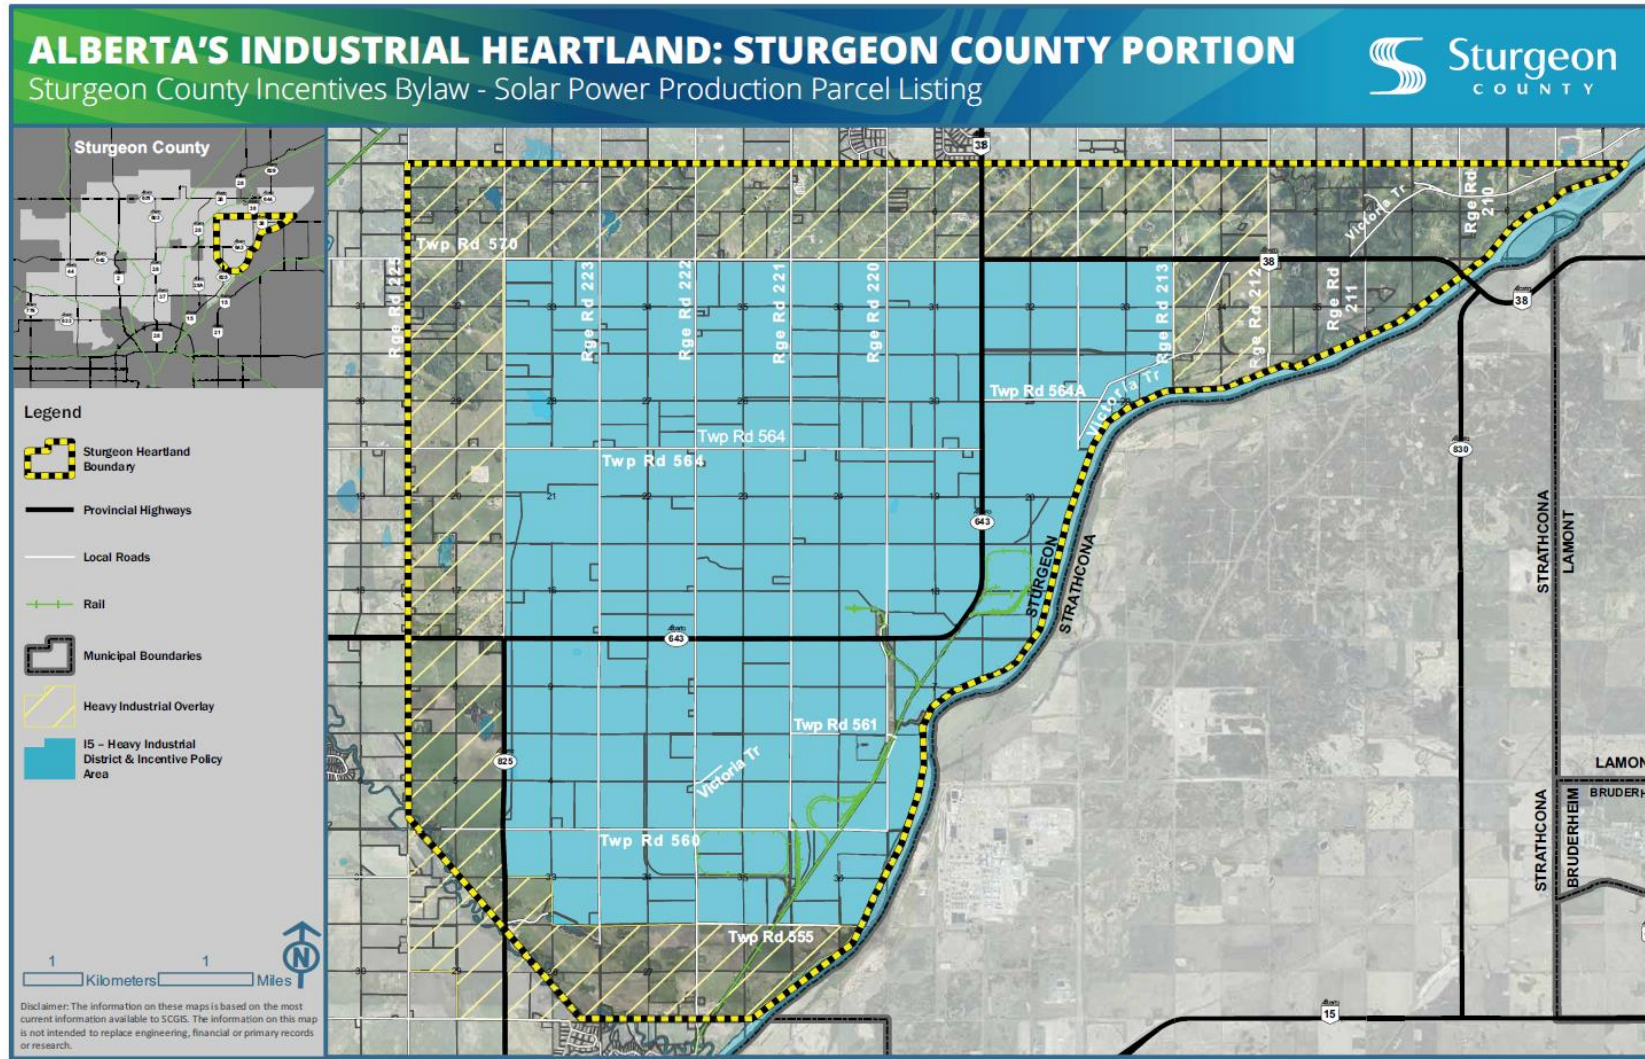 ALBERTA'S INDUSTRIAL HEARTLAND: STURGEON COUNTY PORTION
Sturgeon County Incentives Bylaw - Solar Power Production Parcel Listing
Sturgeon
COUNTY
Sturgeon County
Legend
Sturgeon Heartland
Boundary
Provincial Highways
Local Roads
Rail
Municipal Boundaries
Heavy Industrial Overlay
I5 – Heavy Industrial
District & Incentive Policy
Area
1
Kilometers
1
Miles
N
Disclaimer: The information on these maps is based on the most
current information available to SCGIS. The information on this map
is not intended to replace engineering, financial or primary records
or research.
Twp Rd 570
Rge Rd 223
Rge Rd 222
Rge Rd 221
Rge Rd 220
Rge Rd 213
Rge Rd 212
Rge Rd
211
Rge Rd
210
Victoria Tr
38
38
Twp Rd 564A
Victoria Tr
Twp Rd 564
Twp Rd 564
643
830
STURGEON
STRATHCONA
STRATHCONA
LAMONT
643
825
Twp Rd 561
Victoria Tr
Twp Rd 560
Twp Rd 555
LAMON
BRUDERH
STRATHCONA
BRUDERHEIM
15